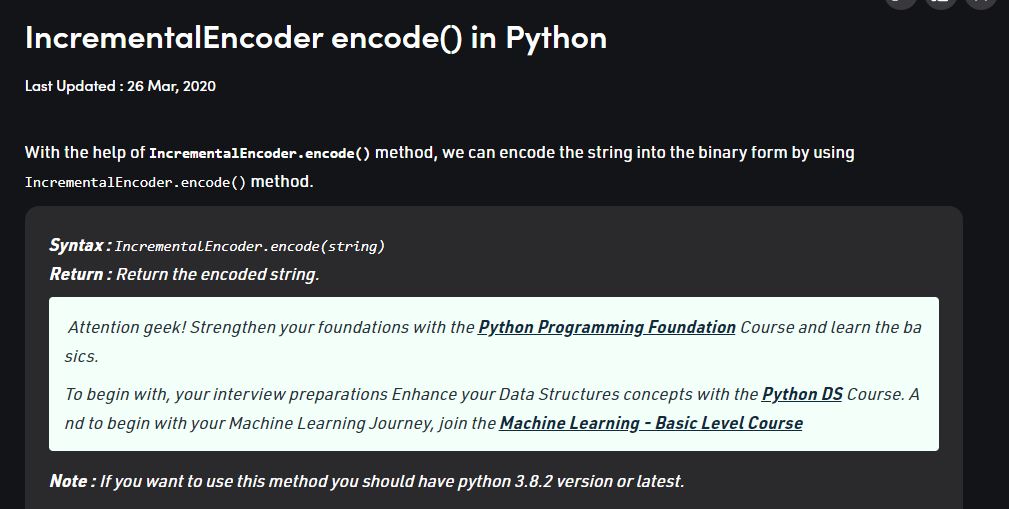 IncrementalEncoder encode() in Python
Last Updated : 26 Mar, 2020
With the help of IncrementalEncoder.encode() method, we can encode the string into the binary form by using
IncrementalEncoder.encode() method.
Syntax : IncrementalEncoder.encode(string)
Return : Return the encoded string.
Attention geek! Strengthen your foundations with the Python Programming Foundation Course and learn the ba
sics.
To begin with, your interview preparations Enhance your Data Structures concepts with the Python DS Course. A
nd to begin with your Machine Learning Journey, join the Machine Learning - Basic Level Course
Note : If you want to use this method you should have python 3.8.2 version or latest.